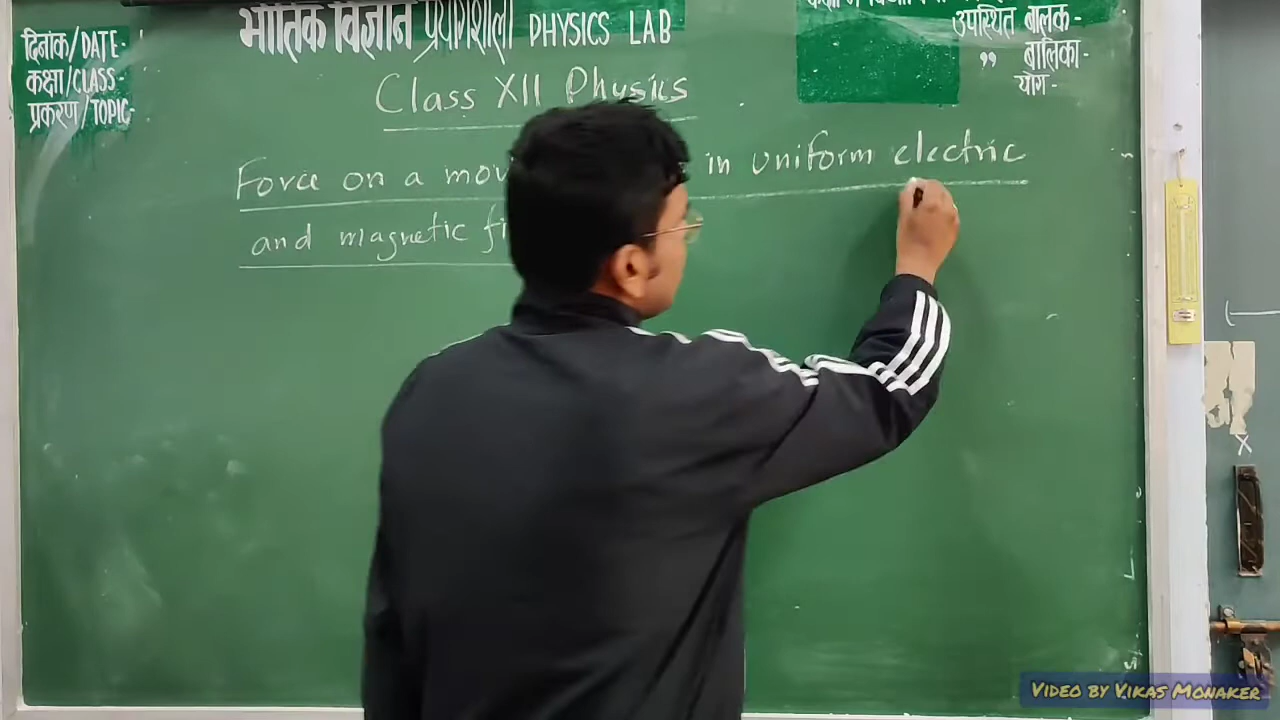 भौतिक विज्ञान प्रयोगशाला PHYSICS LAB
दिनांक/DATE-
कक्षा/CLASS-
प्रकरण/TOPIC-
उपस्थित बालक-
,, बालिका-
योग-
Class XII Physics
Force on a mov in uniform electric
and magnetic fi
VIDEO BY VIKAS MONAKER